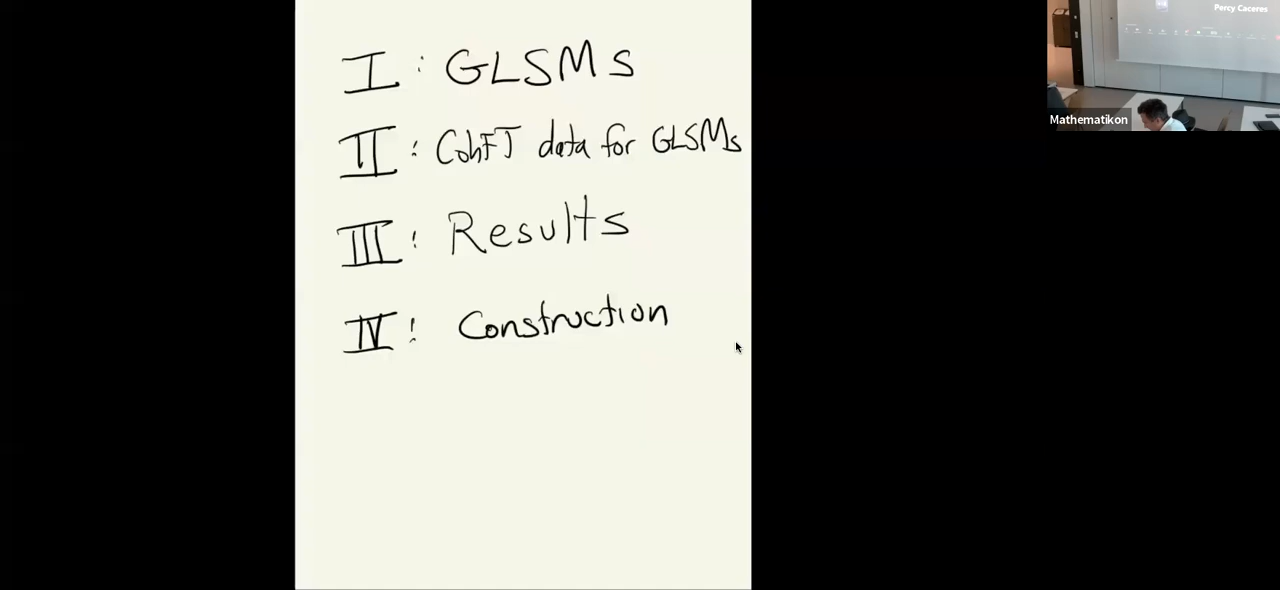 I : GLSMs
II : CohFT data for GLSMs
III : Results
IV : Construction
Percy Caceres
Mathematikon